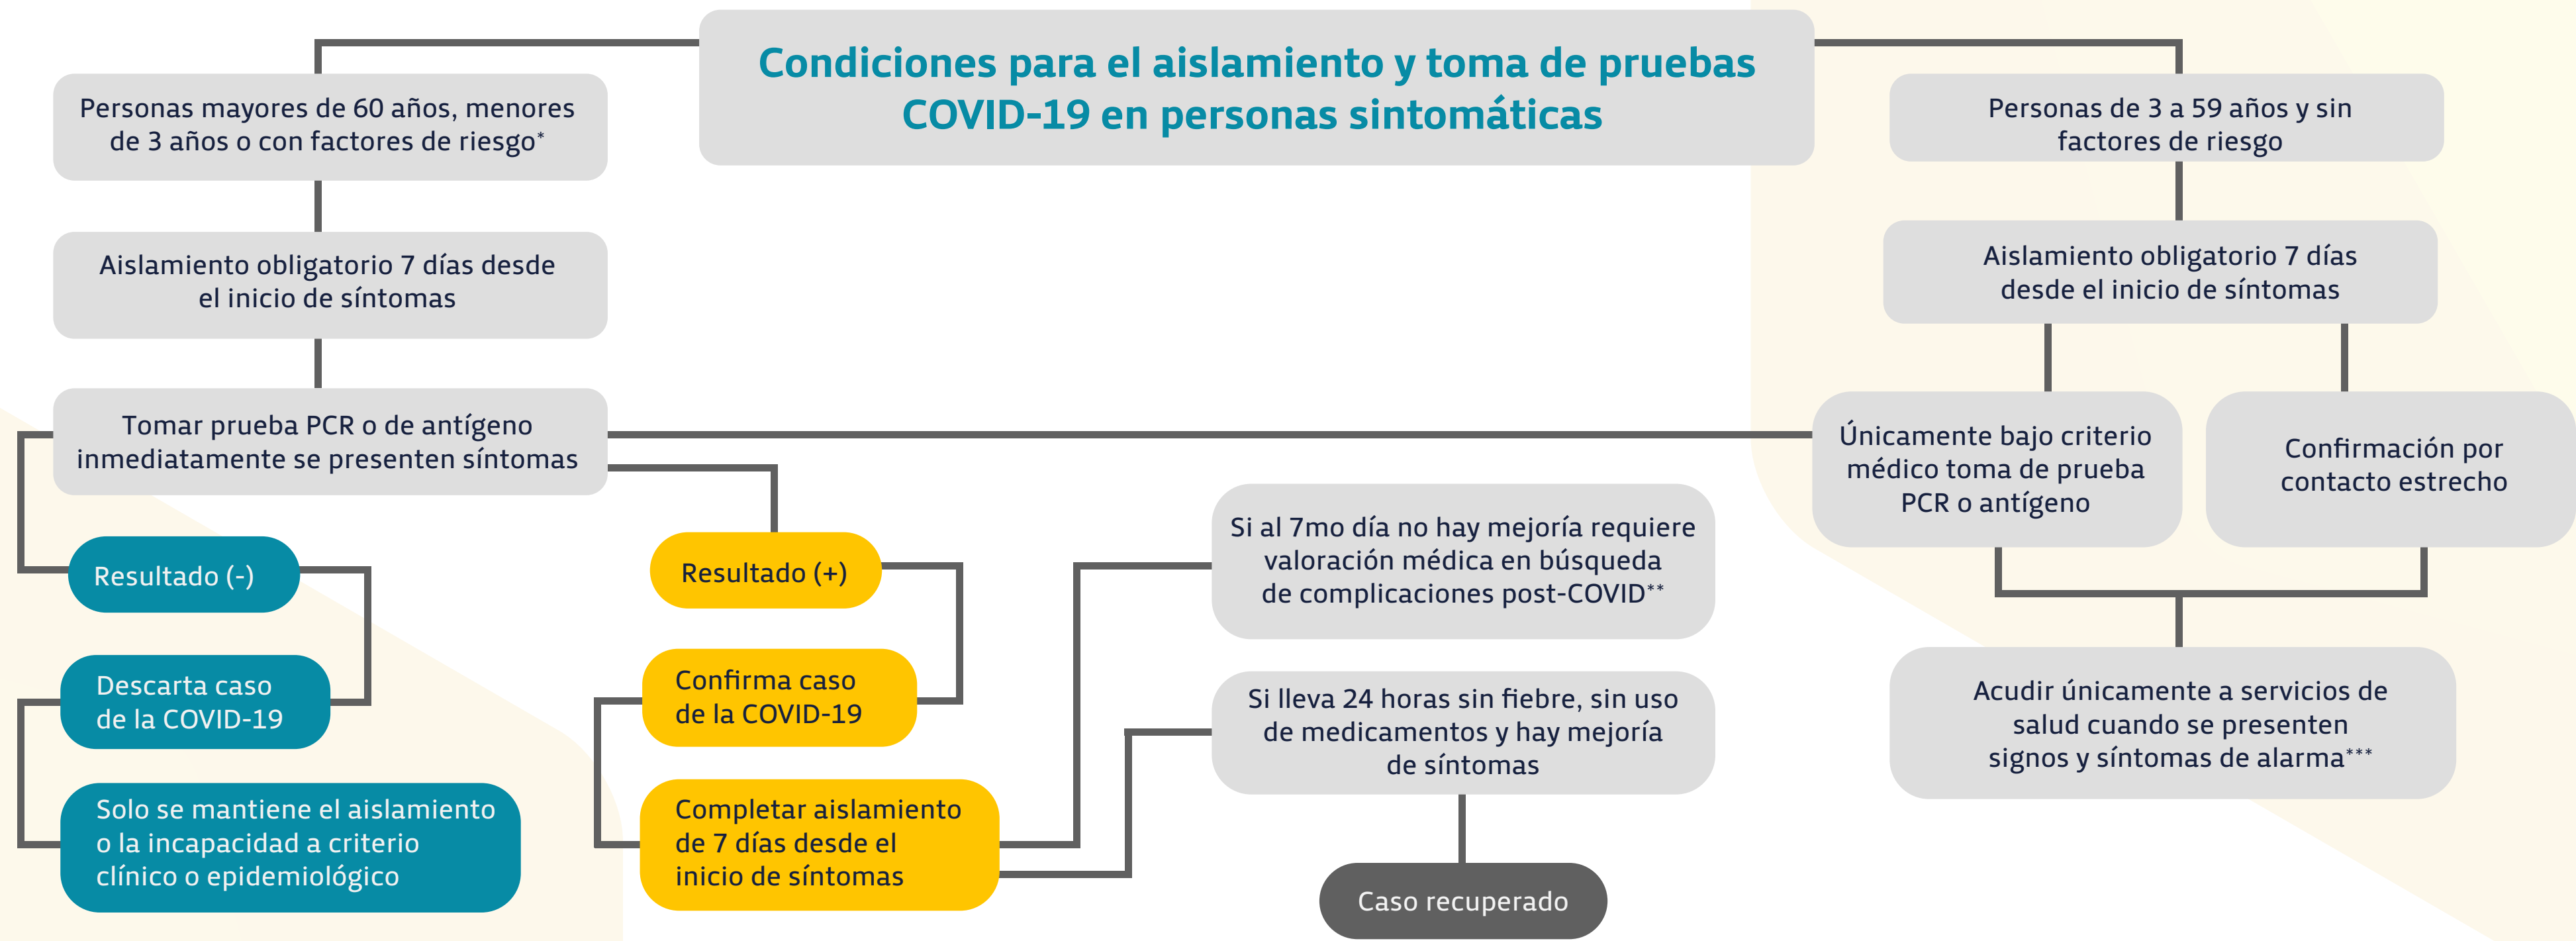 Condiciones para el aislamiento y toma de pruebas
COVID-19 en personas sintomáticas
Personas mayores de 60 años, menores
de 3 años o con factores de riesgo*
Aislamiento obligatorio 7 días desde
el inicio de síntomas
Tomar prueba PCR o de antígeno
inmediatamente se presenten síntomas
Resultado (-)
Descarta caso
de la COVID-19
Solo se mantiene el aislamiento
o la incapacidad a criterio
clínico o epidemiológico
Resultado (+)
Confirma caso
de la COVID-19
Completar aislamiento
de 7 días desde el
inicio de síntomas
Si al 7mo día no hay mejoría requiere
valoración médica en búsqueda
de complicaciones post-COVID**
Si lleva 24 horas sin fiebre, sin uso
de medicamentos y hay mejoría
de síntomas
Caso recuperado
Personas de 3 a 59 años y sin
factores de riesgo
Aislamiento obligatorio 7 días
desde el inicio de síntomas
Únicamente bajo criterio
médico toma de prueba
PCR o antígeno
Confirmación por
contacto estrecho
Acudir únicamente a servicios de
salud cuando se presenten
signos y síntomas de alarma***